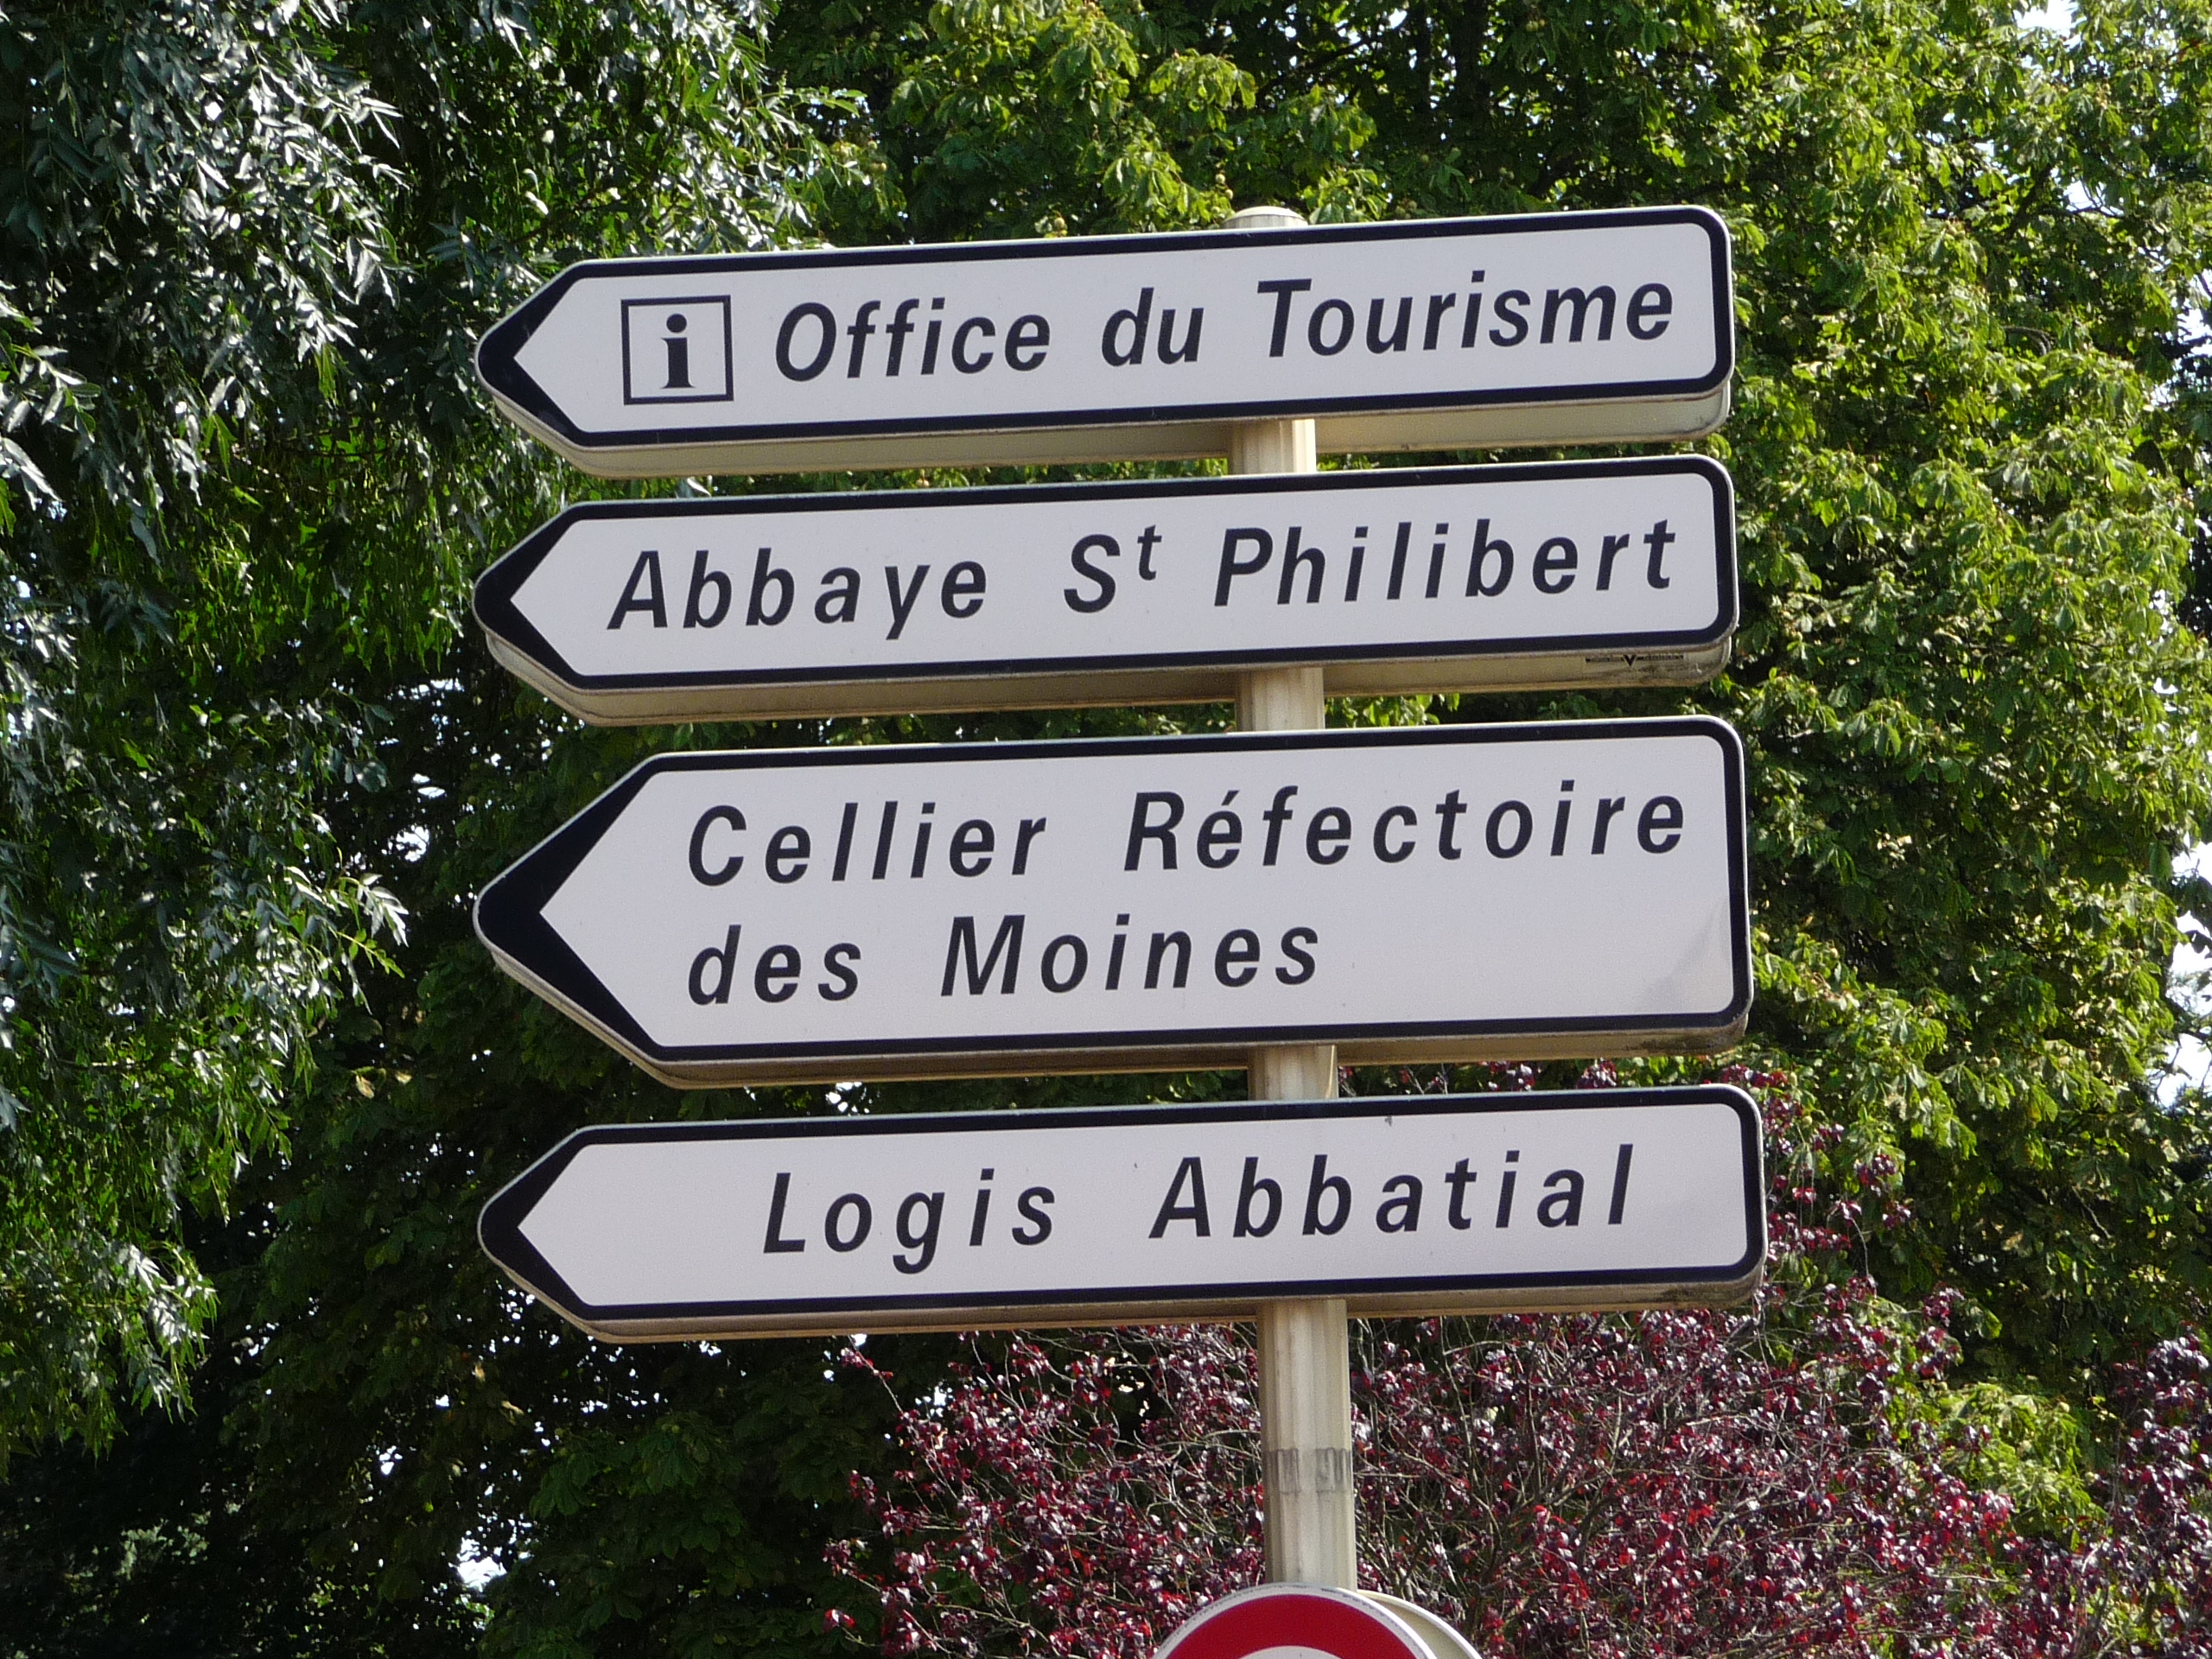 i Office du Tourisme
Abbaye St Philibert
Cellier Réfectoire
des Moines
Logis Abbatial